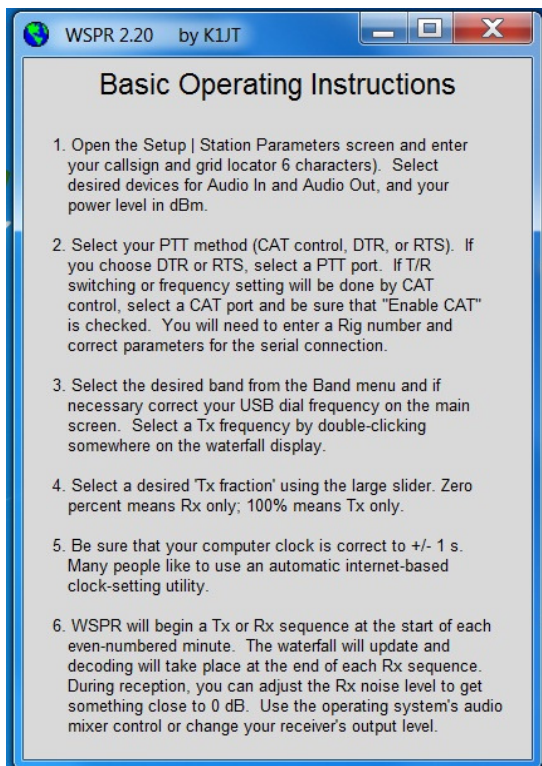 WSPR 2.20 by K1JT
Basic Operating Instructions
1. Open the Setup | Station Parameters screen and enter
your callsign and grid locator 6 characters). Select
desired devices for Audio In and Audio Out, and your
power level in dBm.
2. Select your PTT method (CAT control, DTR, or RTS). If
you choose DTR or RTS, select a PTT port. If T/R
switching or frequency setting will be done by CAT
control, select a CAT port and be sure that "Enable CAT"
is checked. You will need to enter a Rig number and
correct parameters for the serial connection.
3. Select the desired band from the Band menu and if
necessary correct your USB dial frequency on the main
screen. Select a Tx frequency by double-clicking
somewhere on the waterfall display.
4. Select a desired 'Tx fraction' using the large slider. Zero
percent means Rx only; 100% means Tx only.
5. Be sure that your computer clock is correct to +/- 1 s.
Many people like to use an automatic internet-based
clock-setting utility.
6. WSPR will begin a Tx or Rx sequence at the start of each
even-numbered minute. The waterfall will update and
decoding will take place at the end of each Rx sequence.
During reception, you can adjust the Rx noise level to get
something close to 0 dB. Use the operating system's audio
mixer control or change your receiver's output level.